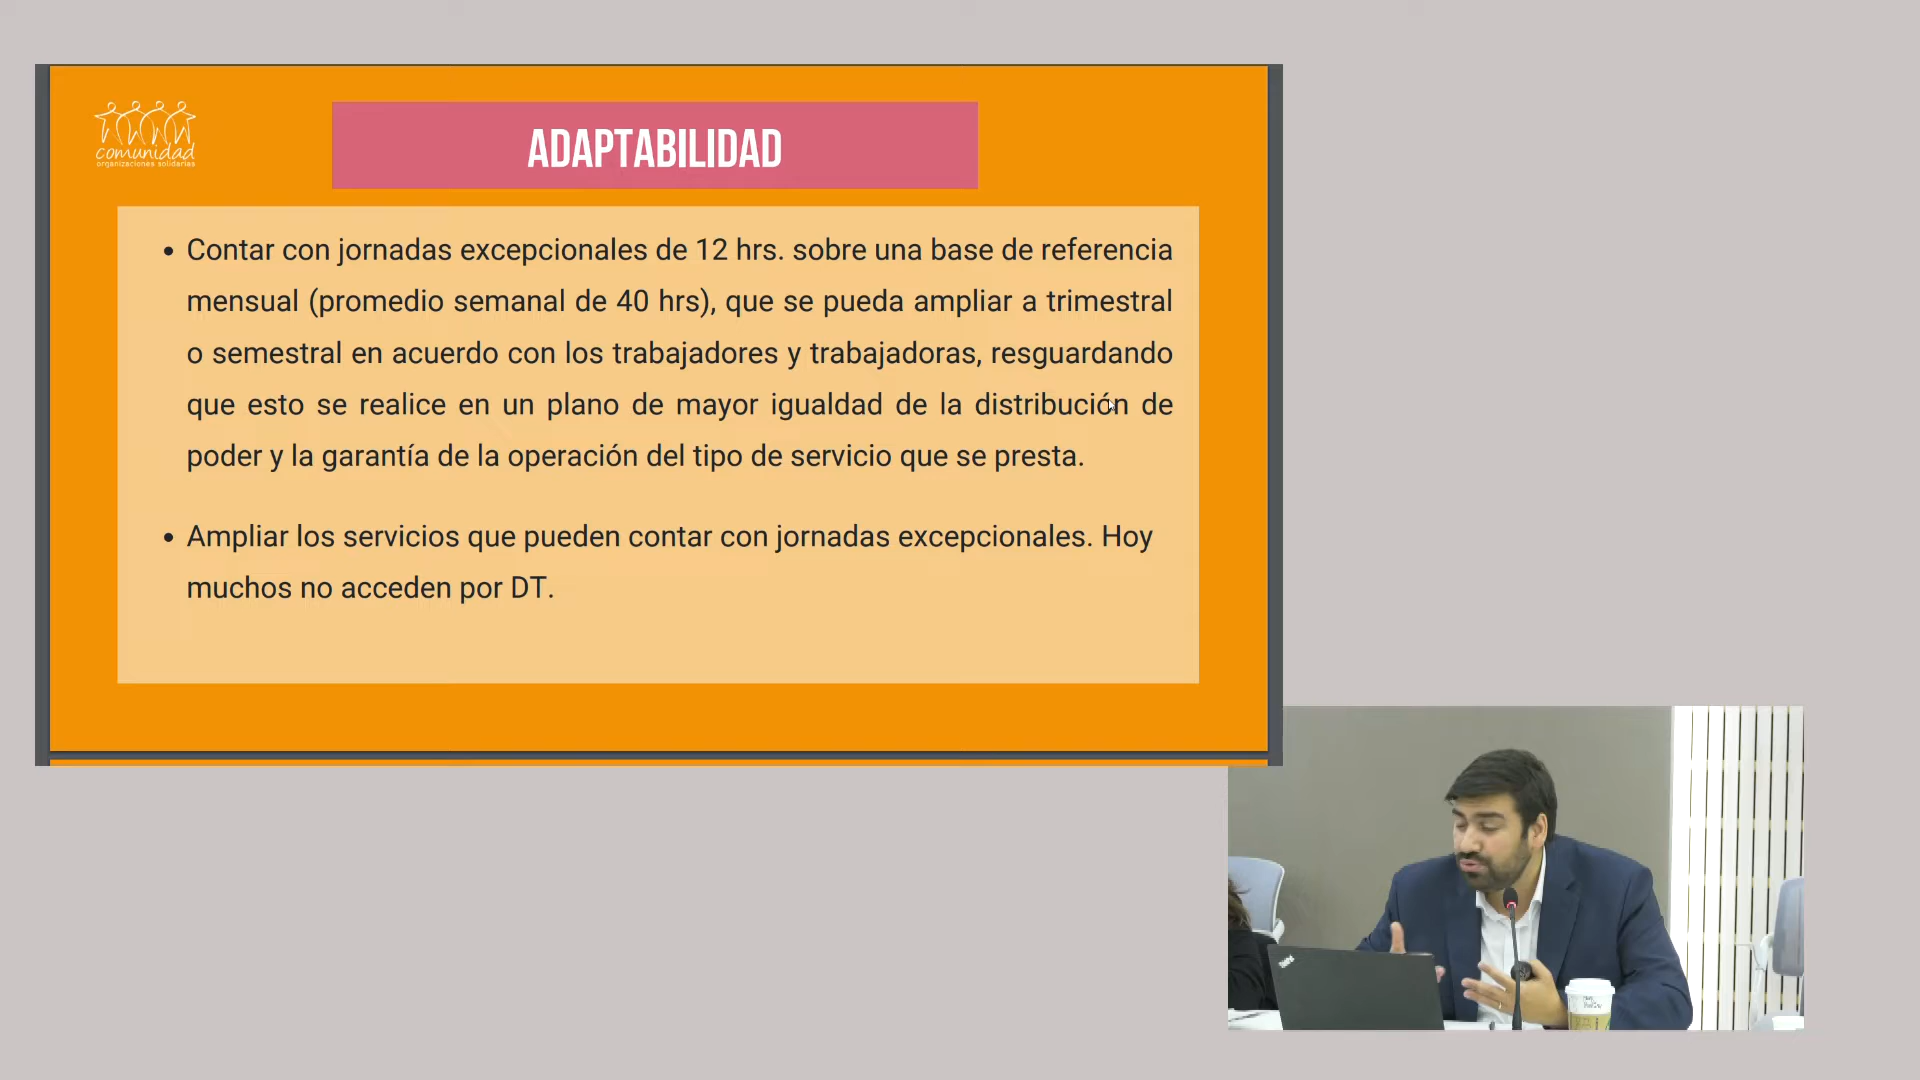 comunidad
organizaciones solidarias
ADAPTABILIDAD
• Contar con jornadas excepcionales de 12 hrs. sobre una base de referencia
mensual (promedio semanal de 40 hrs), que se pueda ampliar a trimestral
o semestral en acuerdo con los trabajadores y trabajadoras, resguardando
que esto se realice en un plano de mayor igualdad de la distribución de
poder y la garantía de la operación del tipo de servicio que se presta.
• Ampliar los servicios que pueden contar con jornadas excepcionales. Hoy
muchos no acceden por DT.